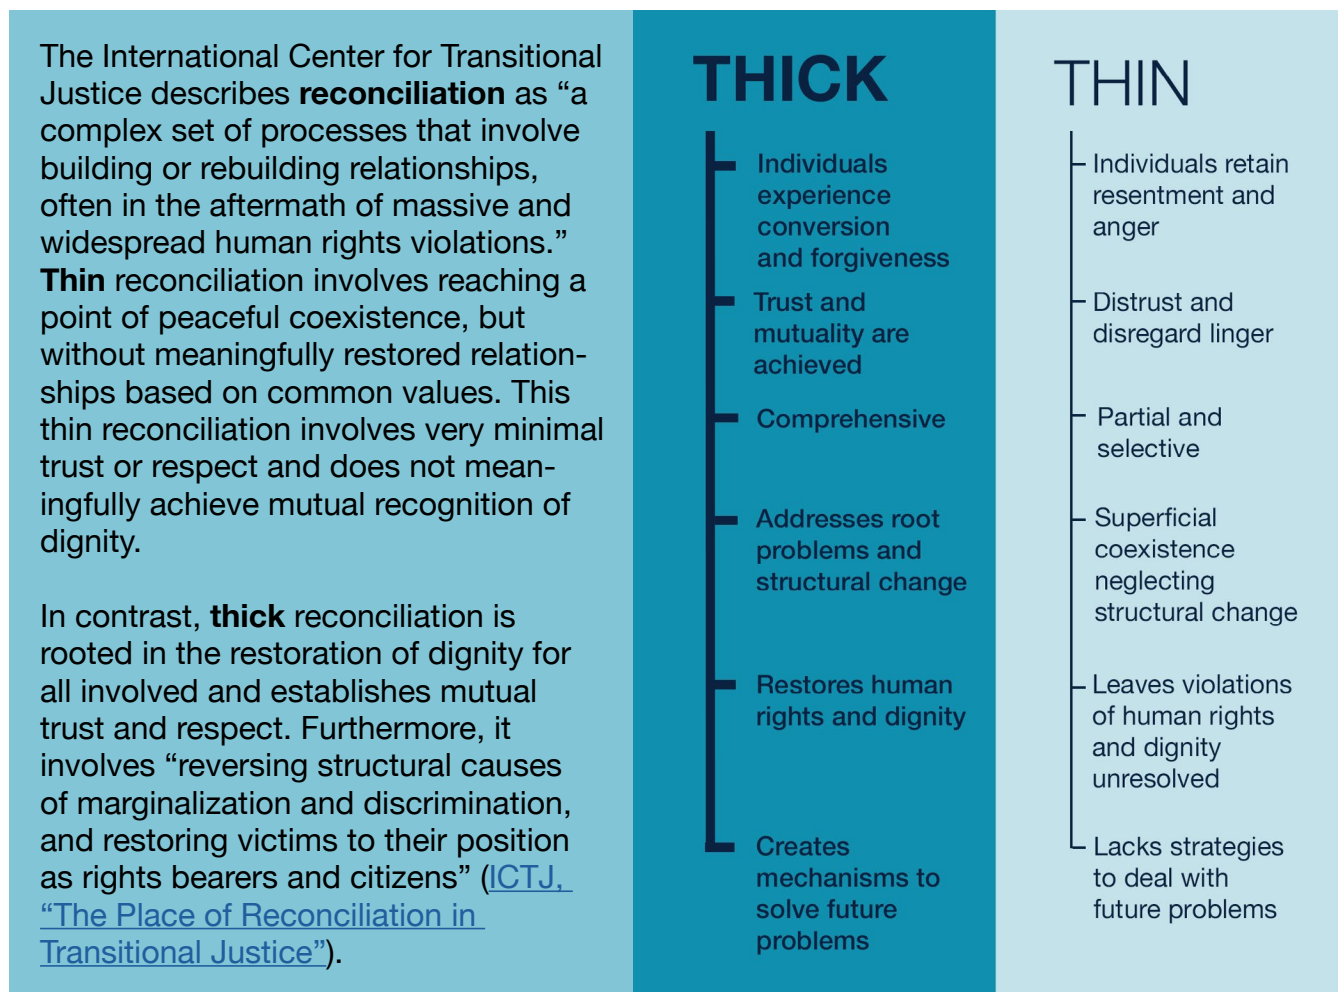 The International Center for Transitional
Justice describes reconciliation as “a
complex set of processes that involve
building or rebuilding relationships,
often in the aftermath of massive and
widespread human rights violations.”
Thin reconciliation involves reaching a
point of peaceful coexistence, but
without meaningfully restored relation-
ships based on common values. This
thin reconciliation involves very minimal
trust or respect and does not mean-
ingfully achieve mutual recognition of
dignity.
In contrast, thick reconciliation is
rooted in the restoration of dignity for
all involved and establishes mutual
trust and respect. Furthermore, it
involves “reversing structural causes
of marginalization and discrimination,
and restoring victims to their position
as rights bearers and citizens” (ICTJ,
“The Place of Reconciliation in
Transitional Justice”).
THICK
Individuals
experience
conversion
and forgiveness
Trust and
mutuality are
achieved
Comprehensive
Addresses root
problems and
structural change
Restores human
rights and dignity
Creates
mechanisms to
solve future
problems
THIN
Individuals retain
resentment and
anger
Distrust and
disregard linger
Partial and
selective
Superficial
coexistence
neglecting
structural change
Leaves violations
of human rights
and dignity
unresolved
Lacks strategies
to deal with
future problems